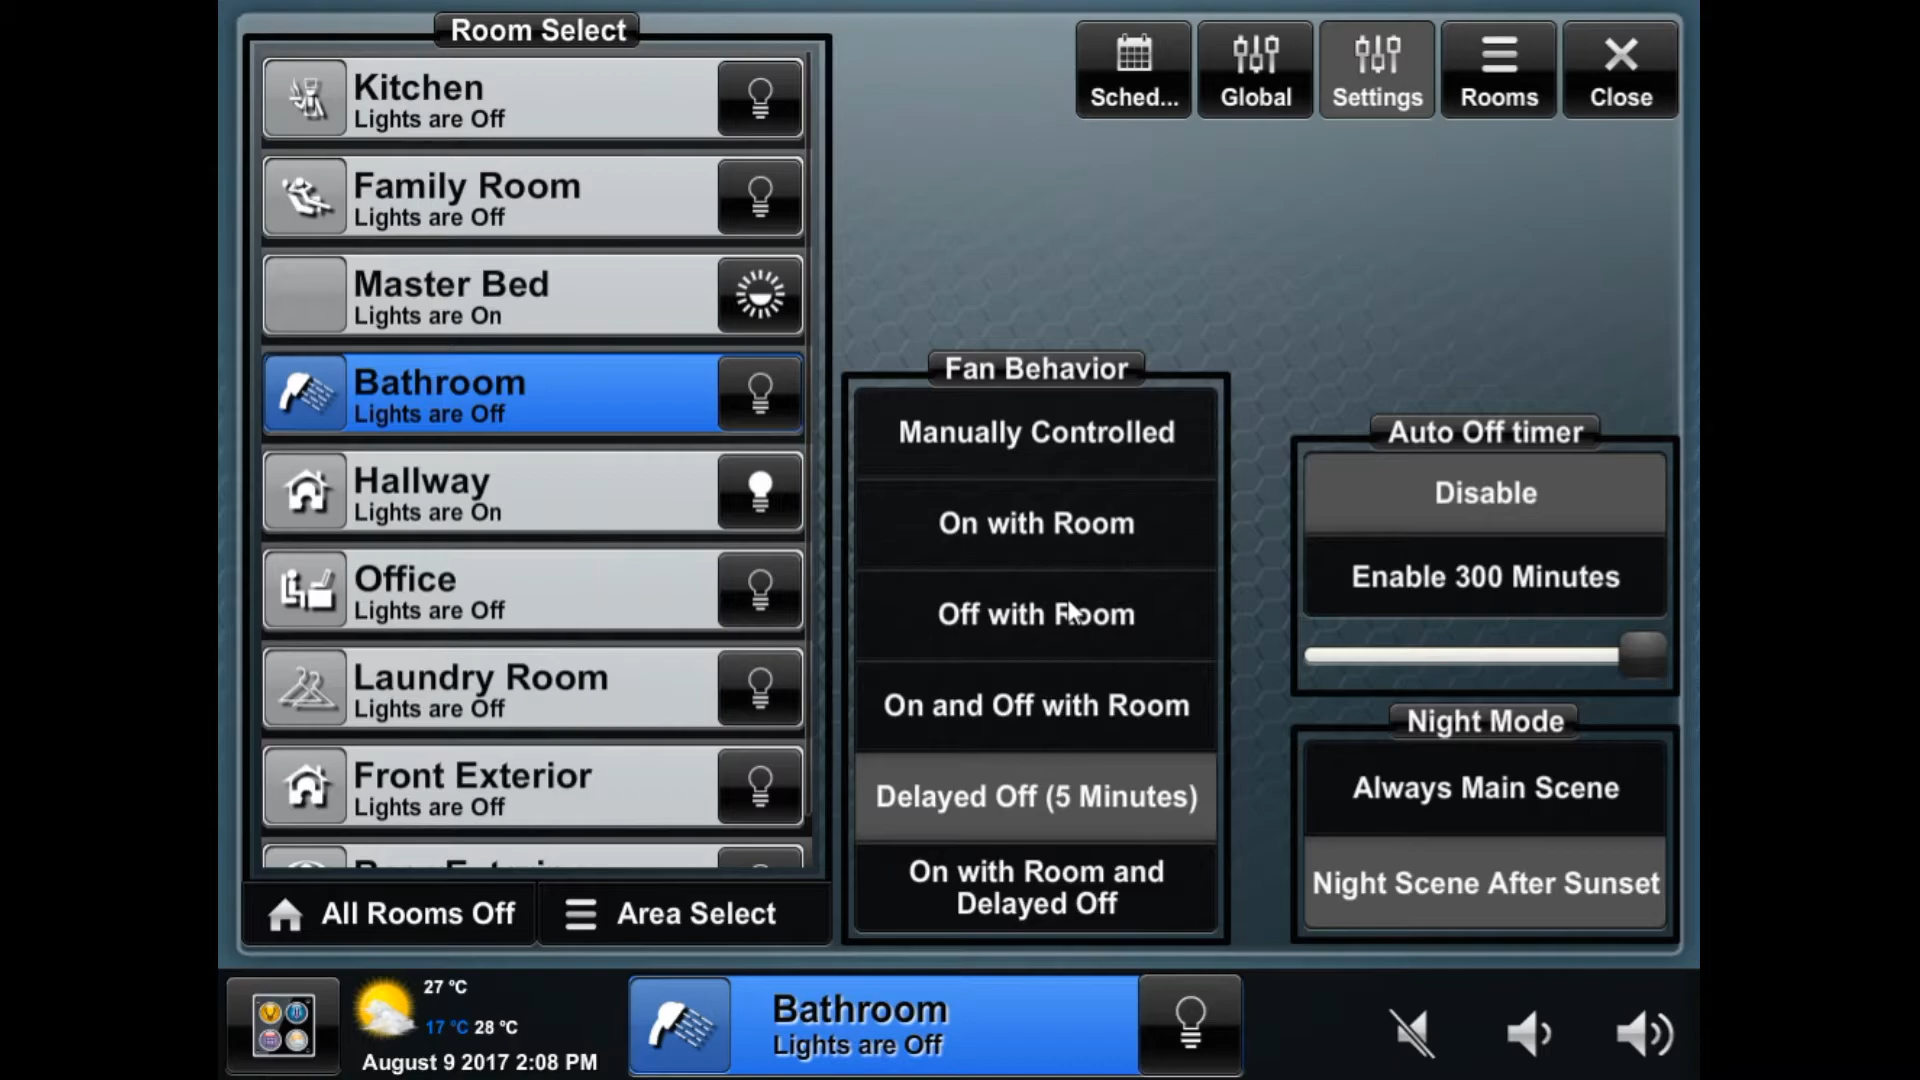 Room Select
Kitchen
Lights are Off
Family Room
Lights are Off
Master Bed
Lights are On
Bathroom
Lights are Off
Hallway
Lights are On
Office
Lights are Off
Laundry Room
Lights are Off
Front Exterior
Lights are Off
All Rooms Off
Area Select
Sched...
Global
Settings
Rooms
Close
Fan Behavior
Manually Controlled
On with Room
Off with Room
On and Off with Room
Delayed Off (5 Minutes)
On with Room and
Delayed Off
Auto Off timer
Disable
Enable 300 Minutes
Night Mode
Always Main Scene
Night Scene After Sunset
27 ºC
17 ºC 28 ºC
August 9 2017 2:08 PM
Bathroom
Lights are Off